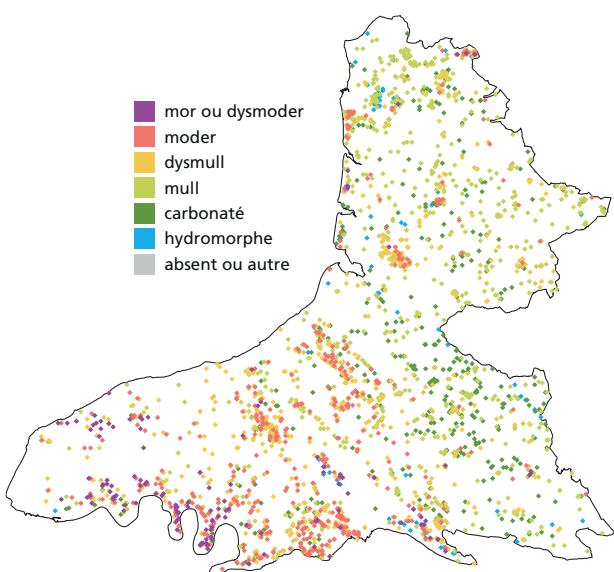 mor ou dysmoder
moder
dysmull
mull
carbonaté
hydromorphe
absent ou autre